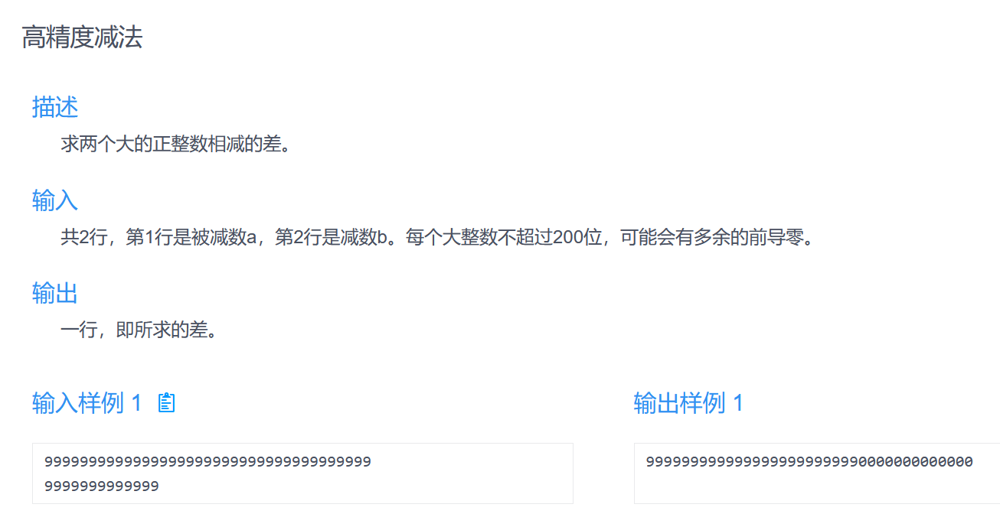 高精度减法
描述
求两个大的正整数相减的差。
输入
共2行，第1行是被减数a，第2行是减数b。每个大整数不超过200位，可能会有多余的前导零。
输出
一行，即所求的差。
输入样例 1
9999999999999999999999999999999999999
9999999999999
输出样例 1
9999999999999999999999990000000000000